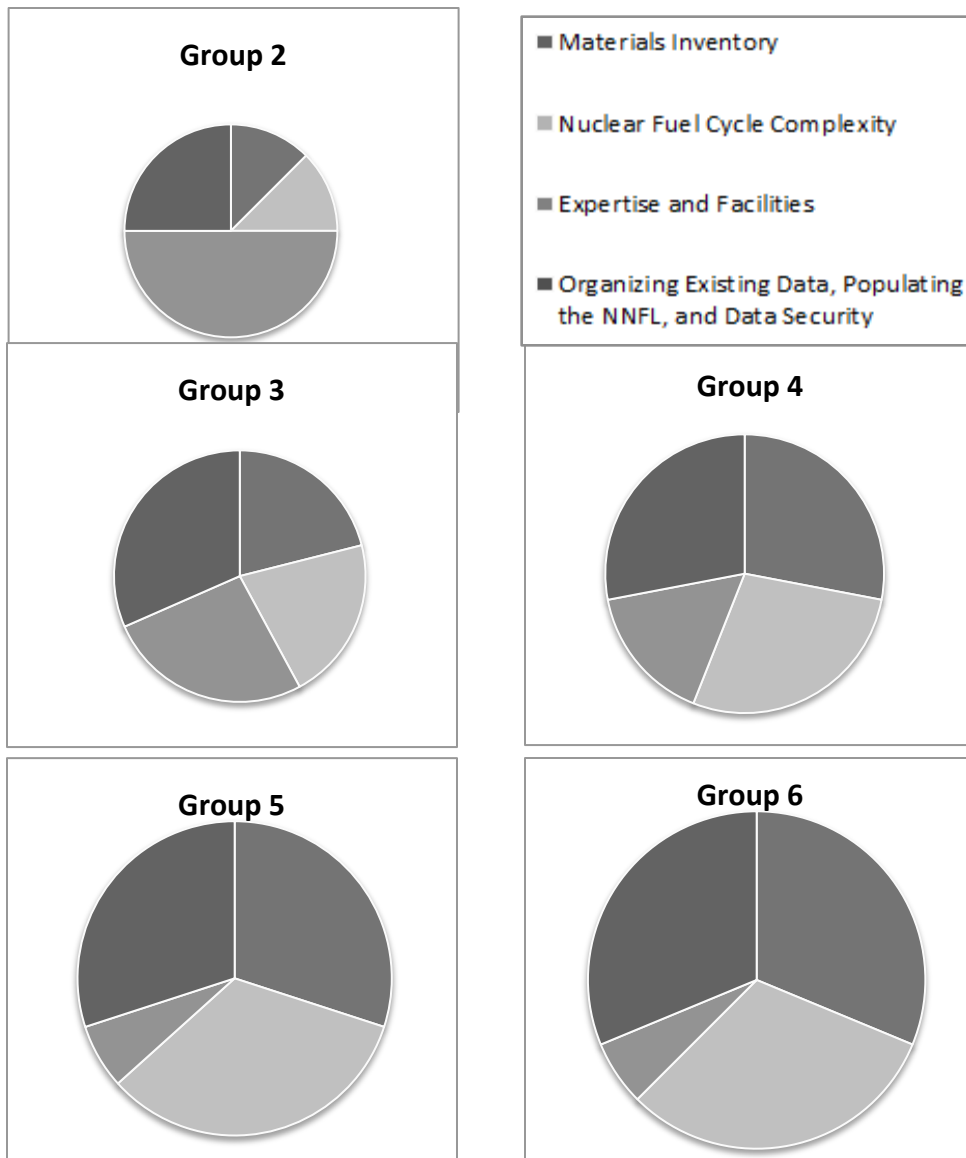 Group 2
Materials Inventory
Nuclear Fuel Cycle Complexity
Expertise and Facilities
Organizing Existing Data, Populating
the NNFL, and Data Security
Group 3
Group 4
Group 5
Group 6